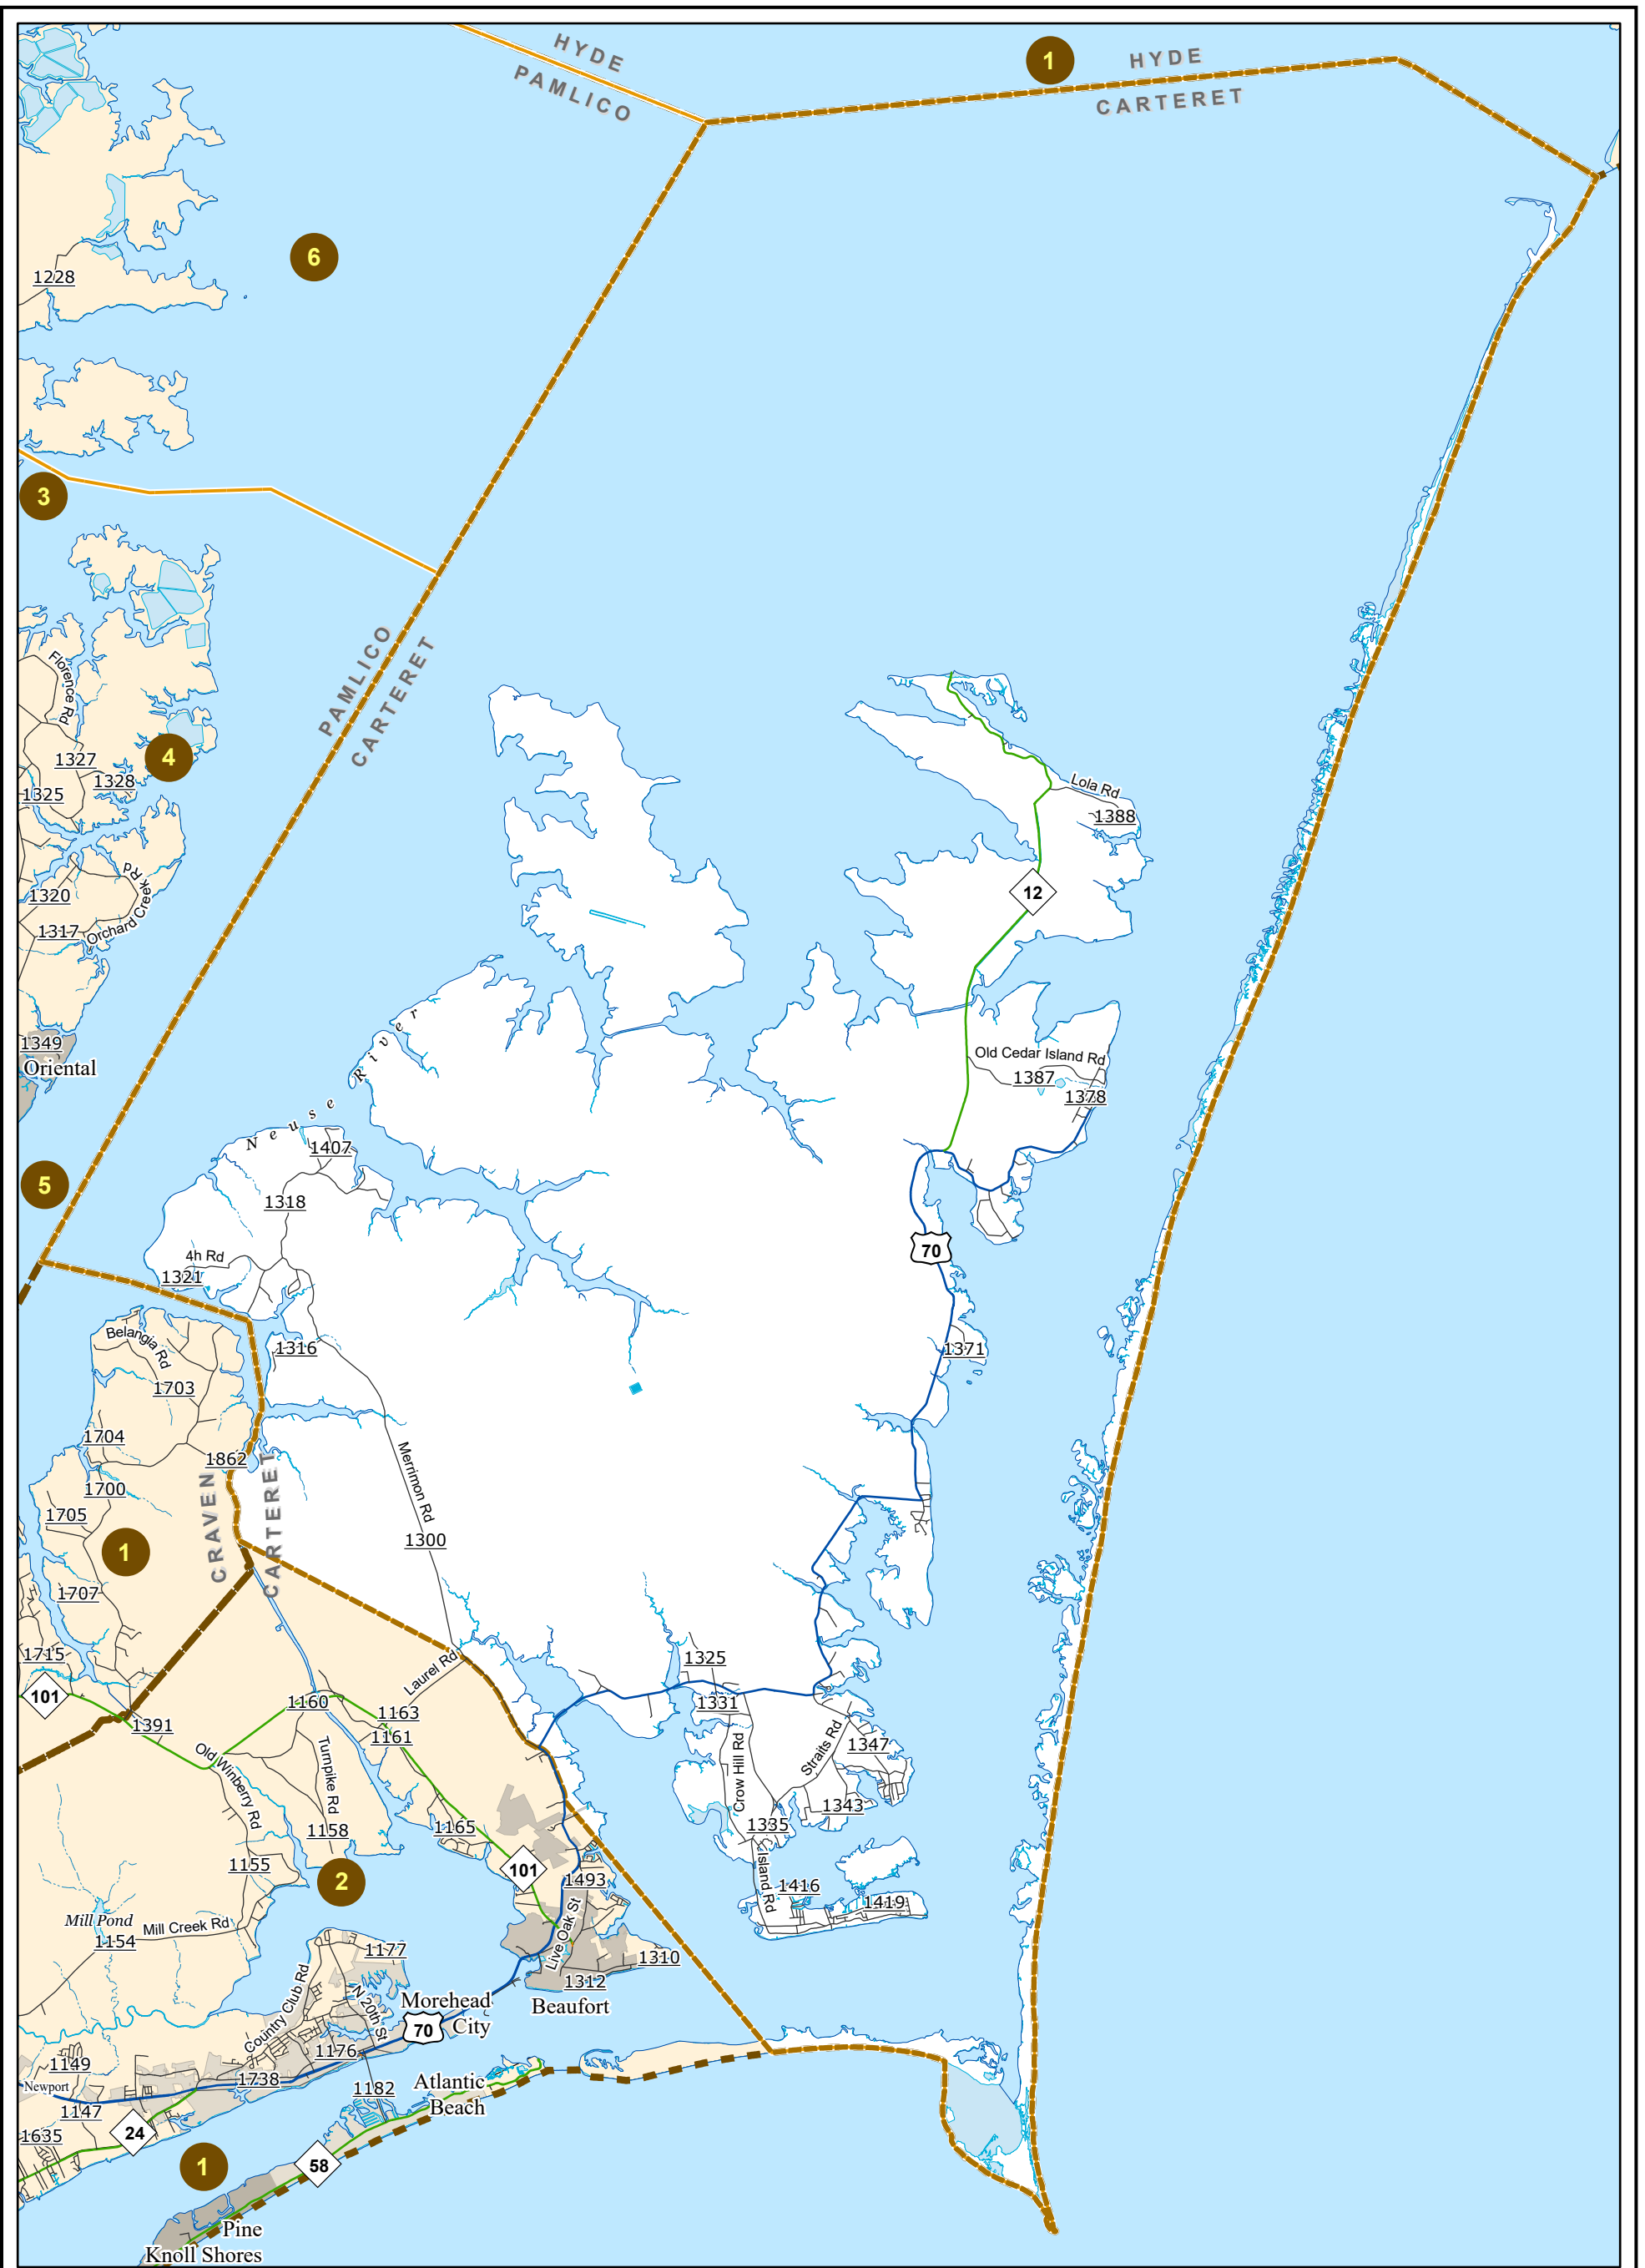 HYDE
PAMLICO
1
HYDE
CARTERET
6
1228
3
PAMLICO
CARTERET
Florence Rd
1327
4
1328
1325
Lola Rd
1388
Orchard Creek Rd
1320
12
1317
1349
Oriental
Neuse River
Old Cedar Island Rd
1387
1378
1407
5
1318
4h Rd
1321
70
1316
1371
Belangia Rd
1703
1704
1862
CRAVEN
CARTERET
Merrimon Rd
1700
1705
1
1300
1707
1715
Laurel Rd
1325
101
1160
1331
1163
1391
1161
Old Winberry Rd
Turnpike Rd
Crow Hill Rd
Straits Rd
1347
1343
1165
1158
1335
1155
2
101
1493
Island Rd
1416
1419
Mill Pond
Mill Creek Rd
1154
Live Oak St
1177
1310
1312
Country Club Rd
N 20th St
Morehead
City
Beaufort
70
1176
1149
Newport
1738
1182
Atlantic
Beach
1147
24
1635
1
58
Pine
Knoll Shores